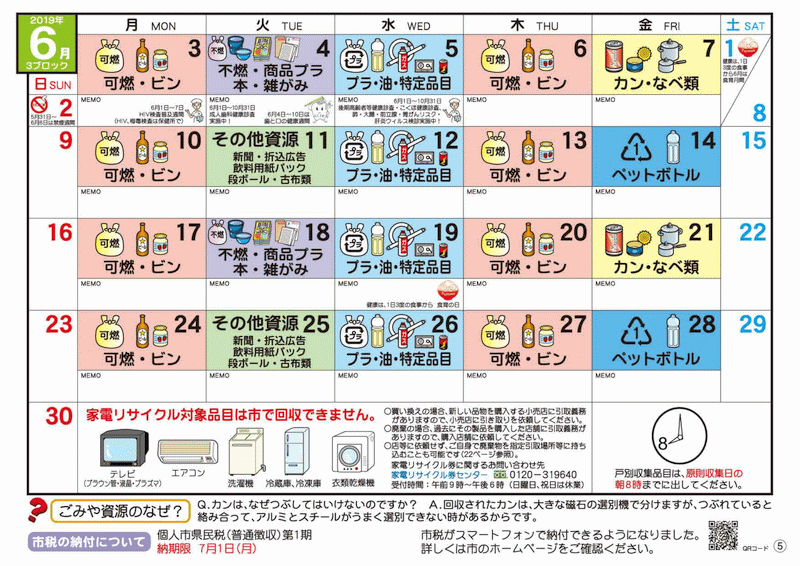 2019年
6月
3ブロック
月 MON
火 TUE
水 WED
木 THU
金 FRI
土 SAT
日 SUN
3
可燃
可燃・ビン
MEMO
6月1日~7日
HIV検査普及週間
(HIV、梅毒検査は保健所で)
4
不燃
不燃・商品プラ
本・雑がみ
MEMO
6月1日~10月31日
成人歯科健康診査
実施中!
6月4日~10日は
歯と口の健康週間
5
プラ
プラ・油・特定品目
MEMO
6月1日~10月31日
後期高齢者等健康診査・こくほ健康診査、
肺・大腸・前立腺・胃がんリスク・
肝炎ウィルス検診実施中!
6
可燃
可燃・ビン
MEMO
7
カン・なべ類
MEMO
1
健康は、1日
3度の食事
から6月は
食育月間
8
2
5月31日~
6月6日は禁煙週間
9
10
可燃
可燃・ビン
MEMO
その他資源 11
新聞・折込広告
飲料用紙パック
段ボール・古布類
MEMO
12
プラ
プラ・油・特定品目
MEMO
13
可燃
可燃・ビン
MEMO
14
1
ペットボトル
MEMO
15
16
17
可燃
可燃・ビン
MEMO
18
不燃
不燃・商品プラ
本・雑がみ
MEMO
19
プラ
プラ・油・特定品目
MEMO
健康は、1日3度の食事から 食育の日
20
可燃
可燃・ビン
MEMO
21
カン・なべ類
MEMO
22
23
24
可燃
可燃・ビン
MEMO
その他資源 25
新聞・折込広告
飲料用紙パック
段ボール・古布類
MEMO
26
プラ
プラ・油・特定品目
MEMO
27
可燃
可燃・ビン
MEMO
28
1
ペットボトル
MEMO
29
30
家電リサイクル対象品目は市で回収できません。
テレビ
(ブラウン管・液晶・プラズマ)
エアコン
洗濯機
冷蔵庫、冷凍庫
衣類乾燥機
○買い換えの場合、新しい品物を購入する小売店に引取義務
がありますので、小売店に引き取りを依頼してください。
○廃棄の場合、過去にその製品を購入した店舗に引取義務が
ありますので、購入店舗に依頼してください。
○店等に依頼せず、ご自身で廃棄物を指定引取場所等に持ち
込むことも可能です(22ページ参照)。
家電リサイクル券に関するお問い合わせ先
家電リサイクル券センター 0120-319640
受付時間:午前9時~午後6時(日曜日、祝日は休業)
8
戸別収集品目は、原則収集日の
朝8時までに出してください。
?
ごみや資源のなぜ?
Q.カンは、なぜつぶしてはいけないのですか? A.回収されたカンは、大きな磁石の選別機で分けますが、つぶれていると
絡み合って、アルミとスチールがうまく選別できない時があるからです。
市税の納付について
個人市県民税(普通徴収)第1期
納期限 7月1日(月)
市税がスマートフォンで納付できるようになりました。
詳しくは市のホームページをご確認ください。
QRコード
5